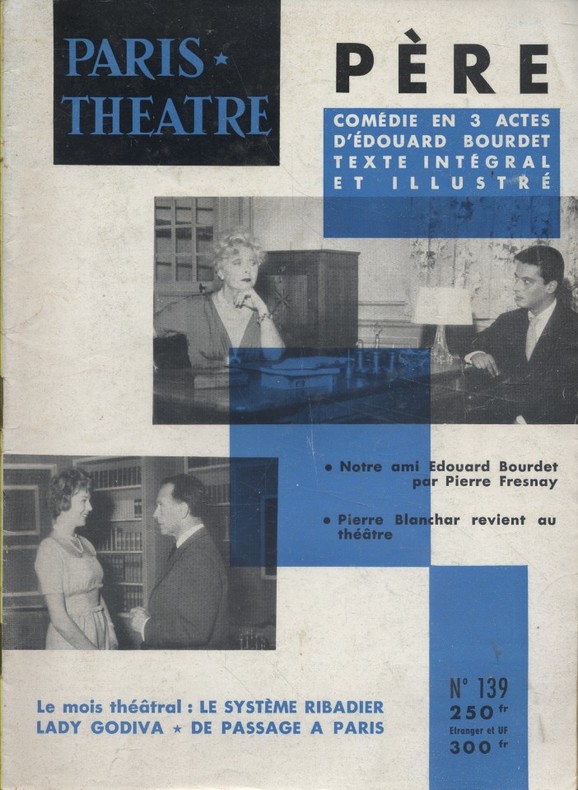 PARIS ★
THEATRE
PÈRE
COMÉDIE EN 3 ACTES
D'ÉDOUARD BOURDET
TEXTE INTÉGRAL
ET ILLUSTRÉ
• Notre ami Edouard Bourdet
par Pierre Fresnay
• Pierre Blanchar revient au
théâtre
Le mois théâtral : LE SYSTÈME RIBADIER
LADY GODIVA ★ DE PASSAGE A PARIS
N° 139
250 fr
Etranger et UF
300 fr